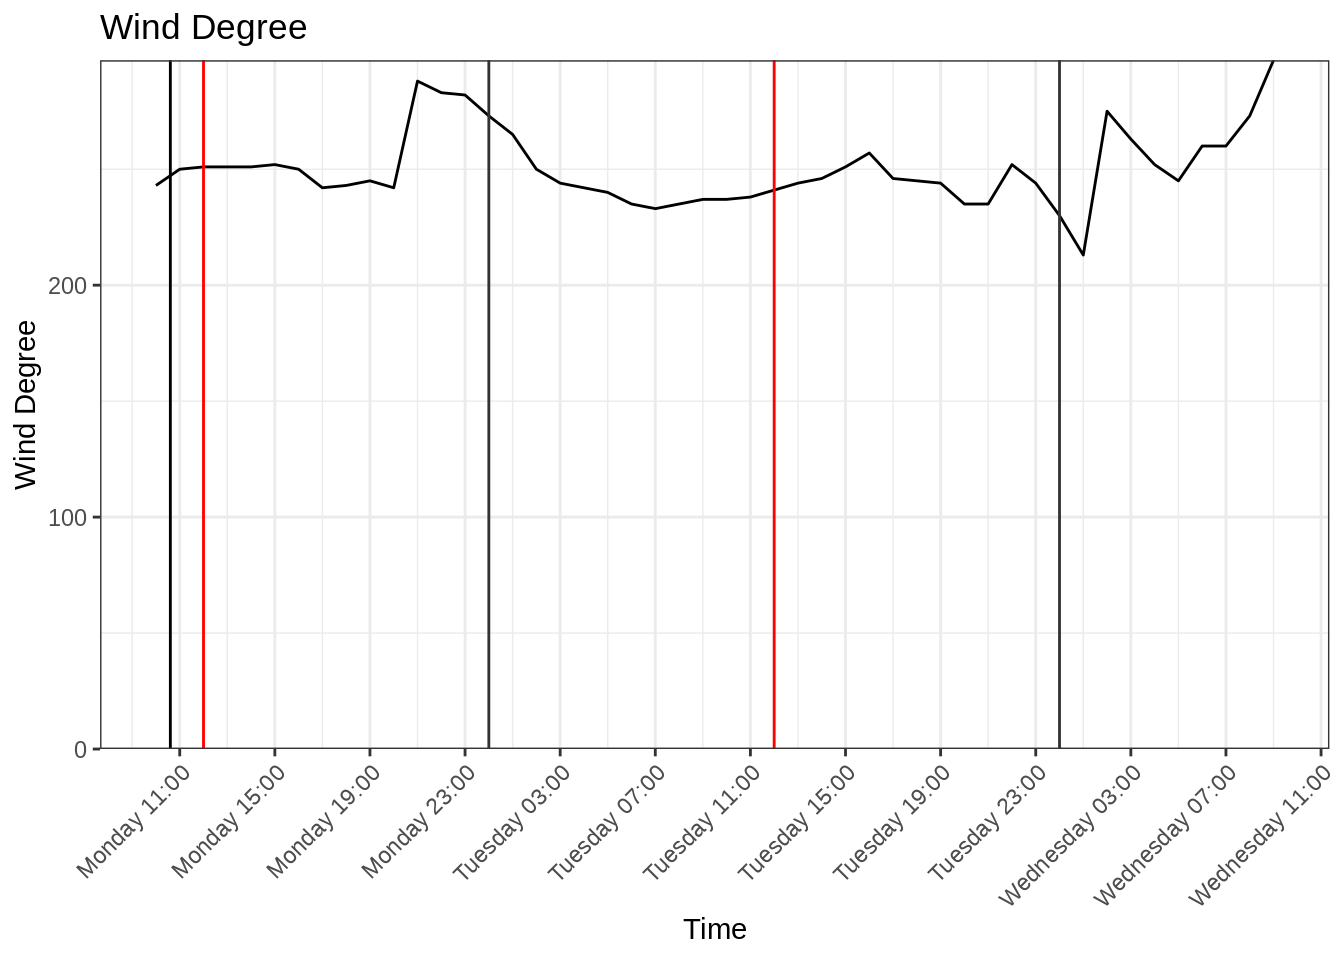 Wind Degree
Wind Degree
200
100
0
Monday 11:00
Monday 15:00
Monday 19:00
Monday 23:00
Tuesday 03:00
Tuesday 07:00
Tuesday 11:00
Tuesday 15:00
Tuesday 19:00
Tuesday 23:00
Wednesday 03:00
Wednesday 07:00
Wednesday 11:00
Time